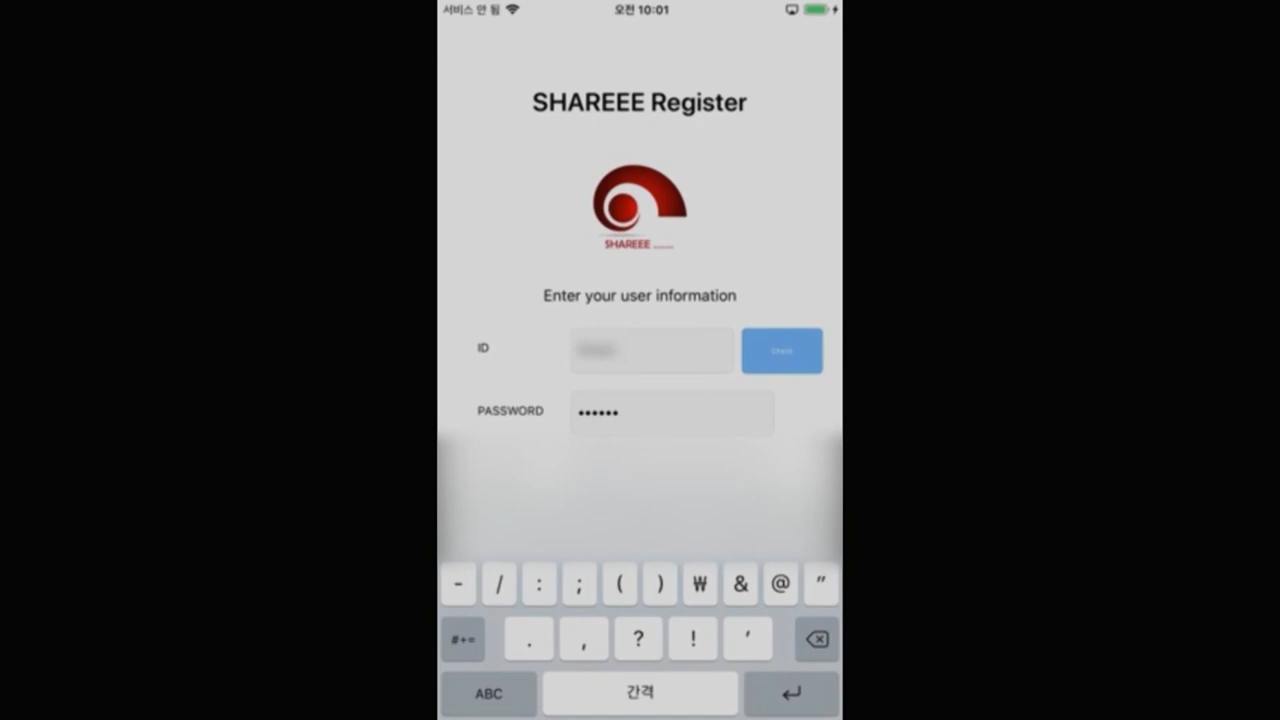 서비스 안 됨
오전 10:01
SHAREEE Register
SHAREEE
Enter your user information
ID
Check
PASSWORD
••••••
- / : ; ( ) ₩ & @ "
#+= . , ? ! '
ABC 간격